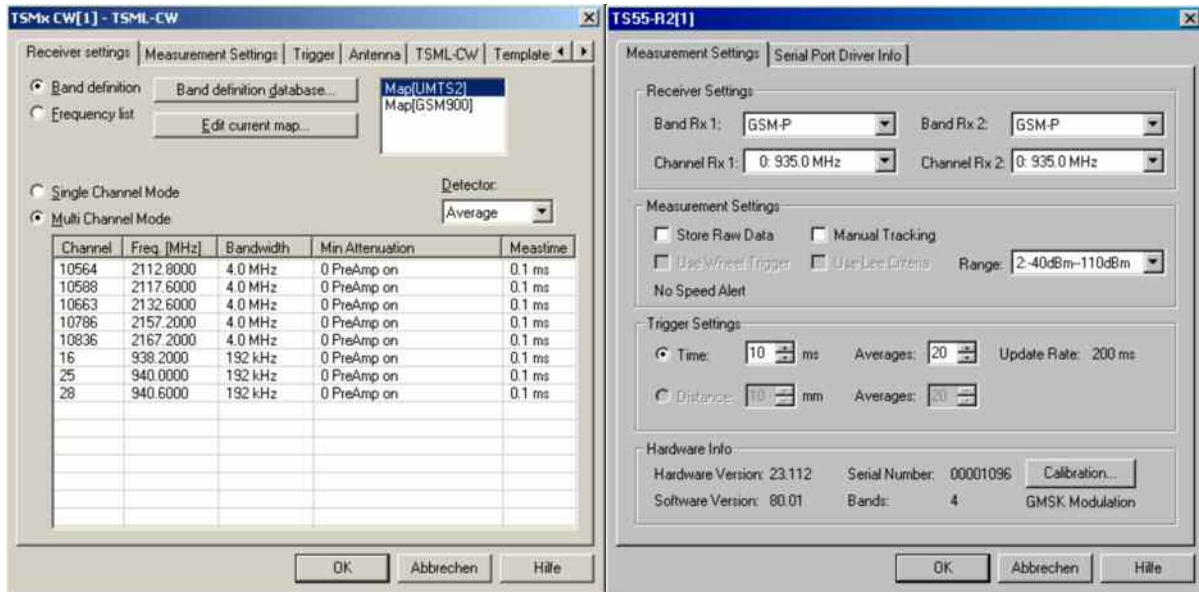 TSMx CW[1] - TSML-CW
Receiver settings Measurement Settings Trigger Antenna TSML-CW Template
Band definition
Band definition database...
Map[UMTS2]
Map[GSM900]
Frequency list
Edit current map...
Single Channel Mode
Detector:
Multi Channel Mode
Average
Channel Freq. [MHz] Bandwidth Min Attenuation Meastime
10564 2112.8000 4.0 MHz 0 PreAmp on 0.1 ms
10588 2117.6000 4.0 MHz 0 PreAmp on 0.1 ms
10663 2132.6000 4.0 MHz 0 PreAmp on 0.1 ms
10786 2157.2000 4.0 MHz 0 PreAmp on 0.1 ms
10836 2167.2000 4.0 MHz 0 PreAmp on 0.1 ms
16 938.2000 192 kHz 0 PreAmp on 0.1 ms
25 940.0000 192 kHz 0 PreAmp on 0.1 ms
28 940.6000 192 kHz 0 PreAmp on 0.1 ms
OK Abbrechen Hilfe
TS55-R2[1]
Measurement Settings Serial Port Driver Info
Receiver Settings
Band Rx 1: GSM-P Band Rx 2: GSM-P
Channel Rx 1: 0: 935.0 MHz Channel Rx 2: 0: 935.0 MHz
Measurement Settings
Store Raw Data Manual Tracking
Use Wheel Trigger Use Lee Criteria Range: 2:-40dBm--110dBm
No Speed Alert
Trigger Settings
Time: 10 ms Averages: 20 Update Rate: 200 ms
Distance: 10 mm Averages: 20
Hardware Info
Hardware Version: 23.112 Serial Number: 00001096 Calibration...
Software Version: 80.01 Bands: 4 GMSK Modulation
OK Abbrechen Hilfe